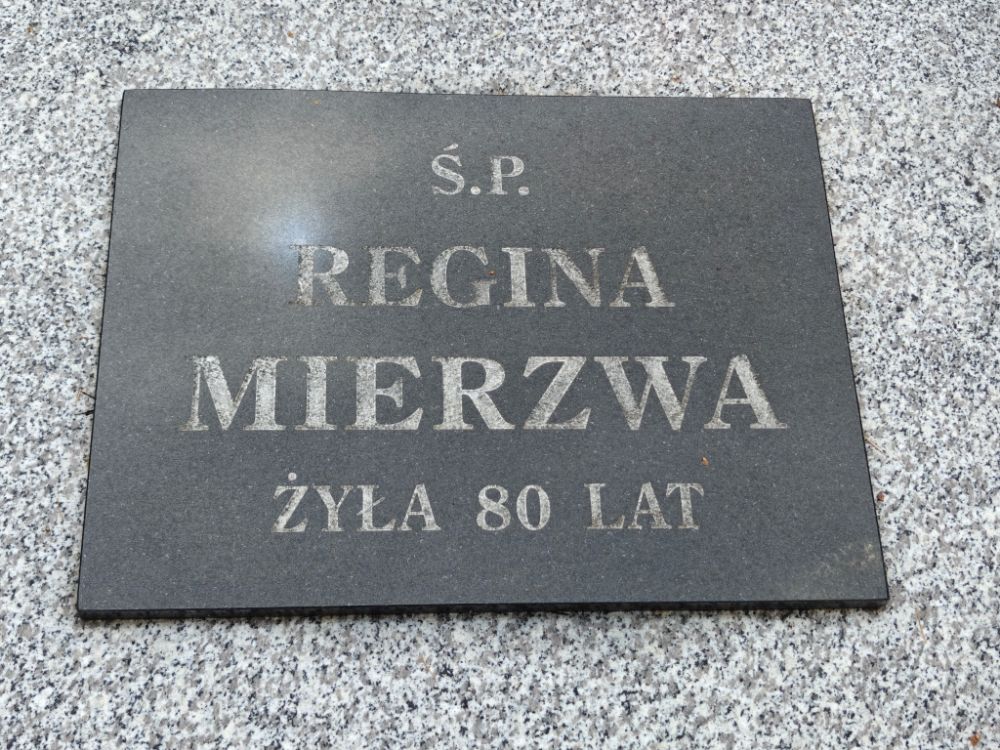 Ś.P.
REGINA
MIERZWA
ŻYŁA 80 LAT